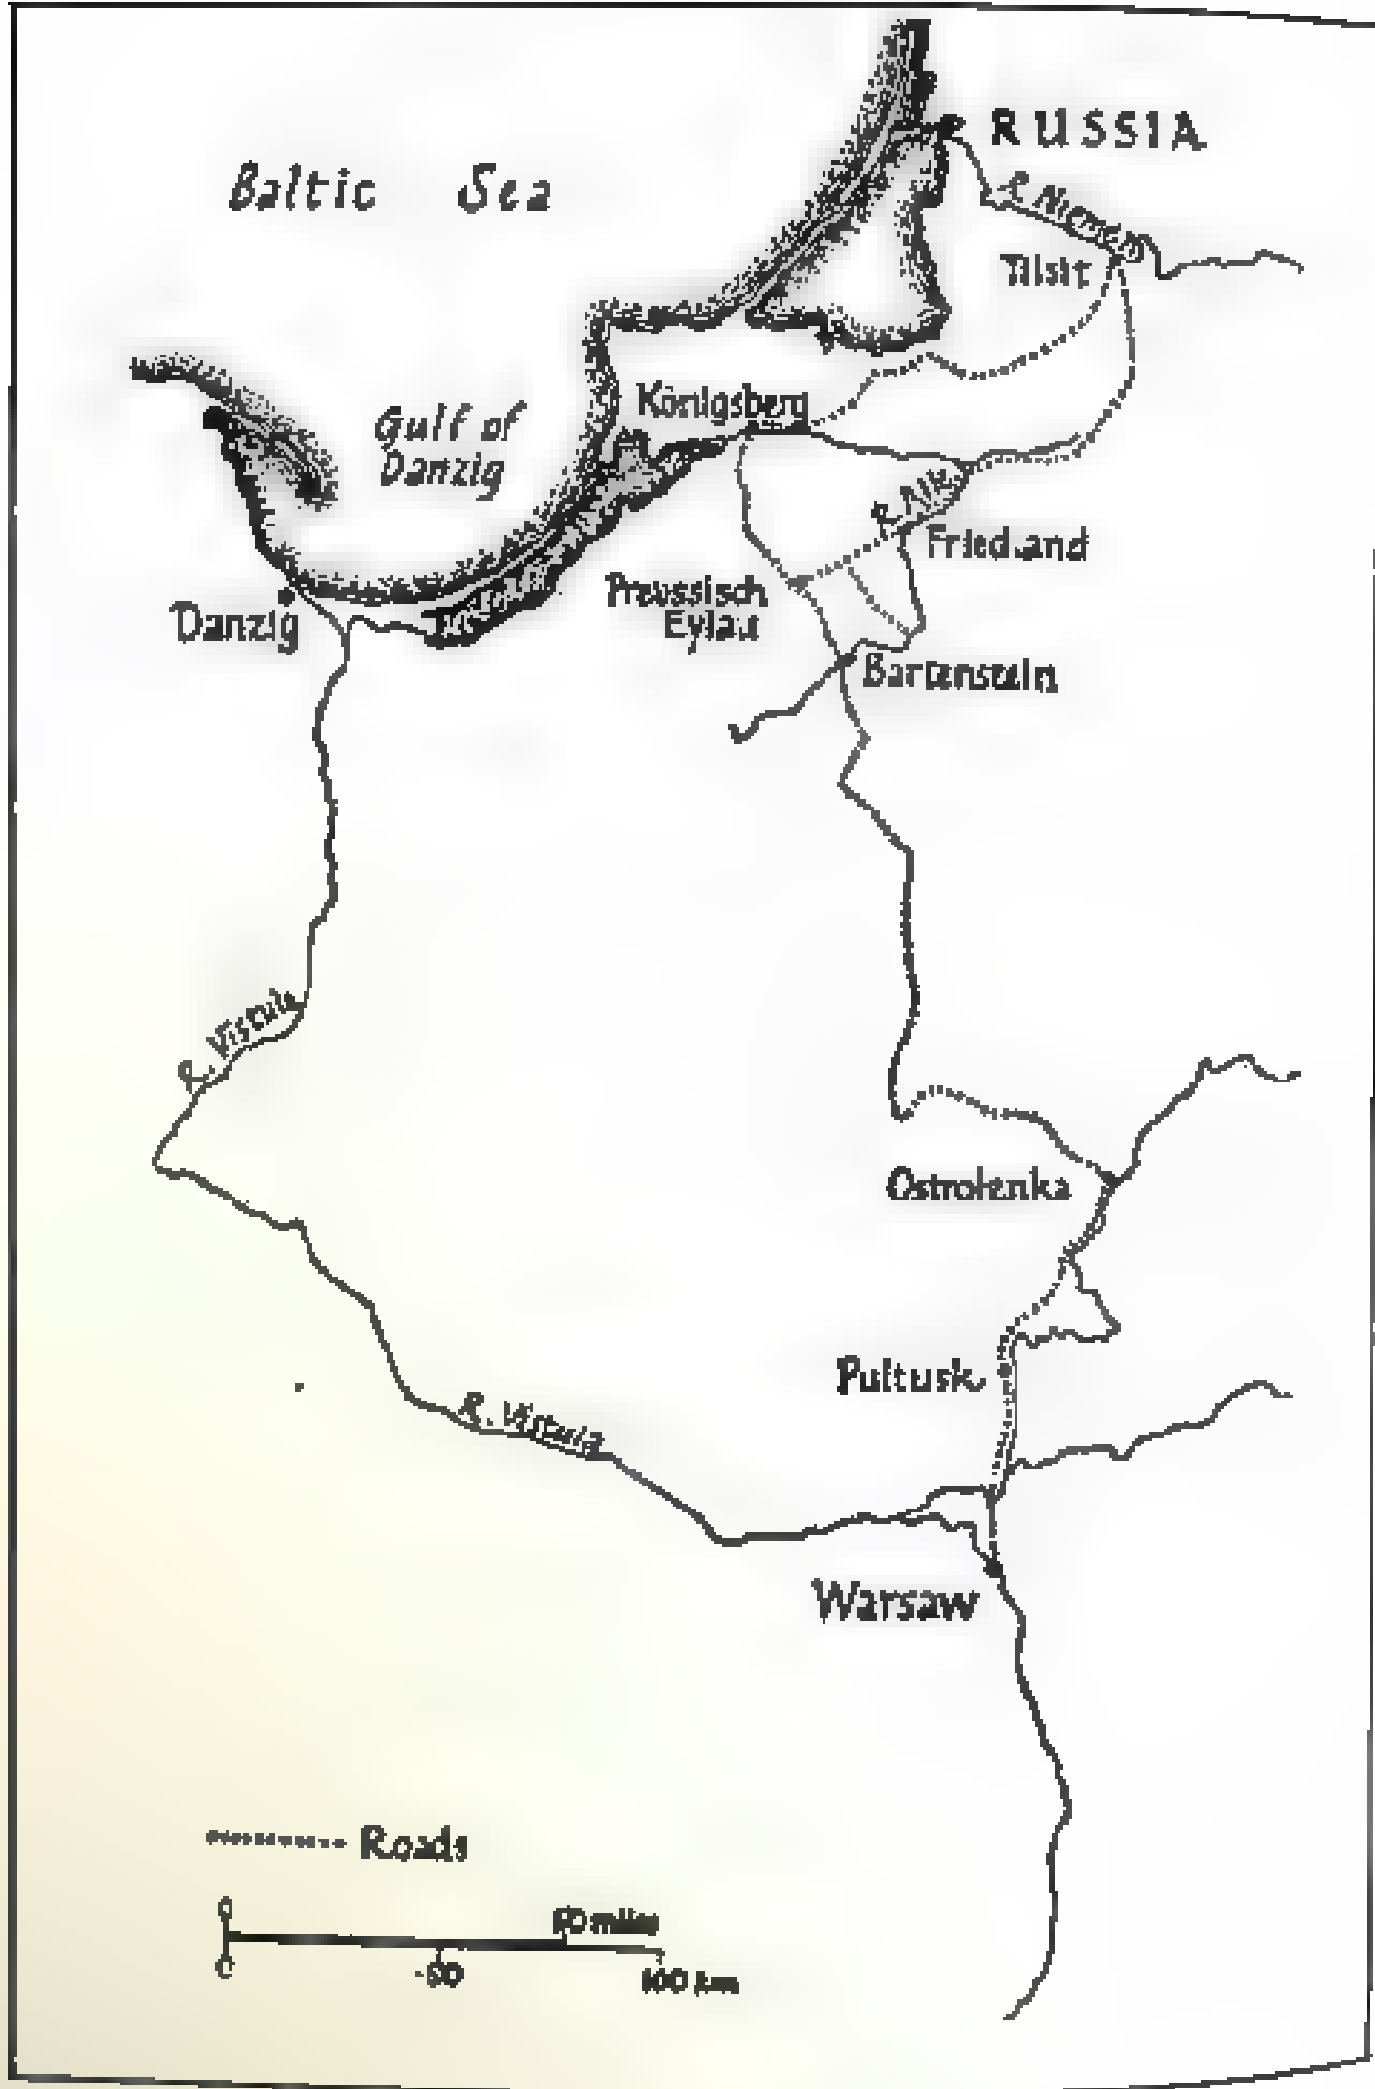 RUSSIA
Baltic Sea
R. Niemen
Tilsit
Königsberg
Gulf of
Danzig
R. Alle
Friedland
Preussisch
Eylau
Danzig
Bartenstein
R. Vistula
Ostrolenka
Pultusk
R. Vistula
Warsaw
Roads
0
50 miles
0
50
100 km